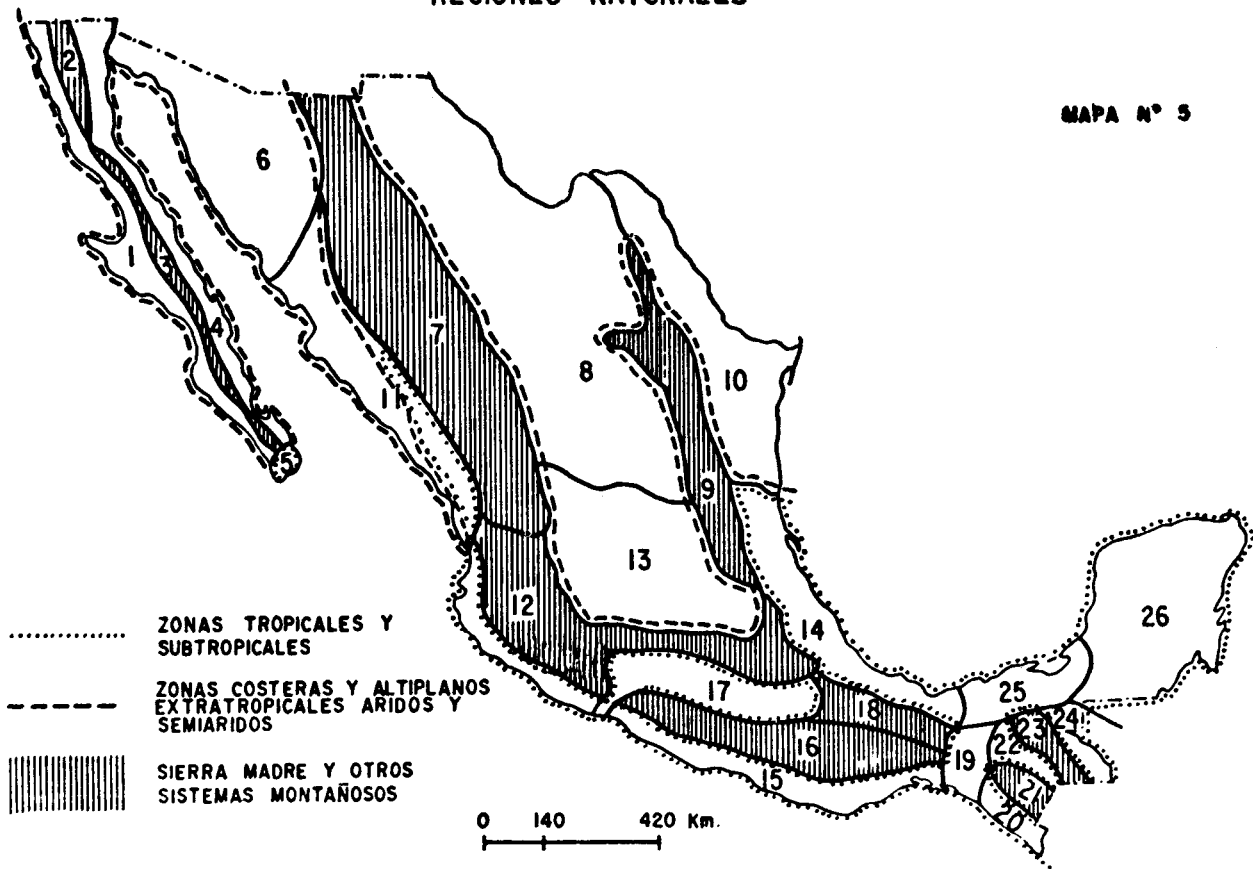 REGIONES NATURALES
MAPA N° 5
2
6
1
3
4
5
7
8
10
11
9
13
12
14
26
17
18
25
16
15
19
22
23
24
21
20
ZONAS TROPICALES Y
SUBTROPICALES
ZONAS COSTERAS Y ALTIPLANOS
EXTRATROPICALES ARIDOS Y
SEMIARIDOS
SIERRA MADRE Y OTROS
SISTEMAS MONTAÑOSOS
0 140 420 Km.